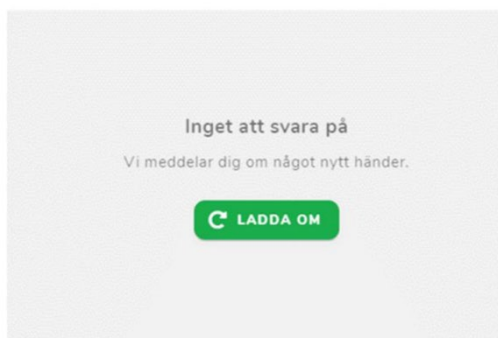 Inget att svara på
Vi meddelar dig om något nytt händer.
LADDA OM